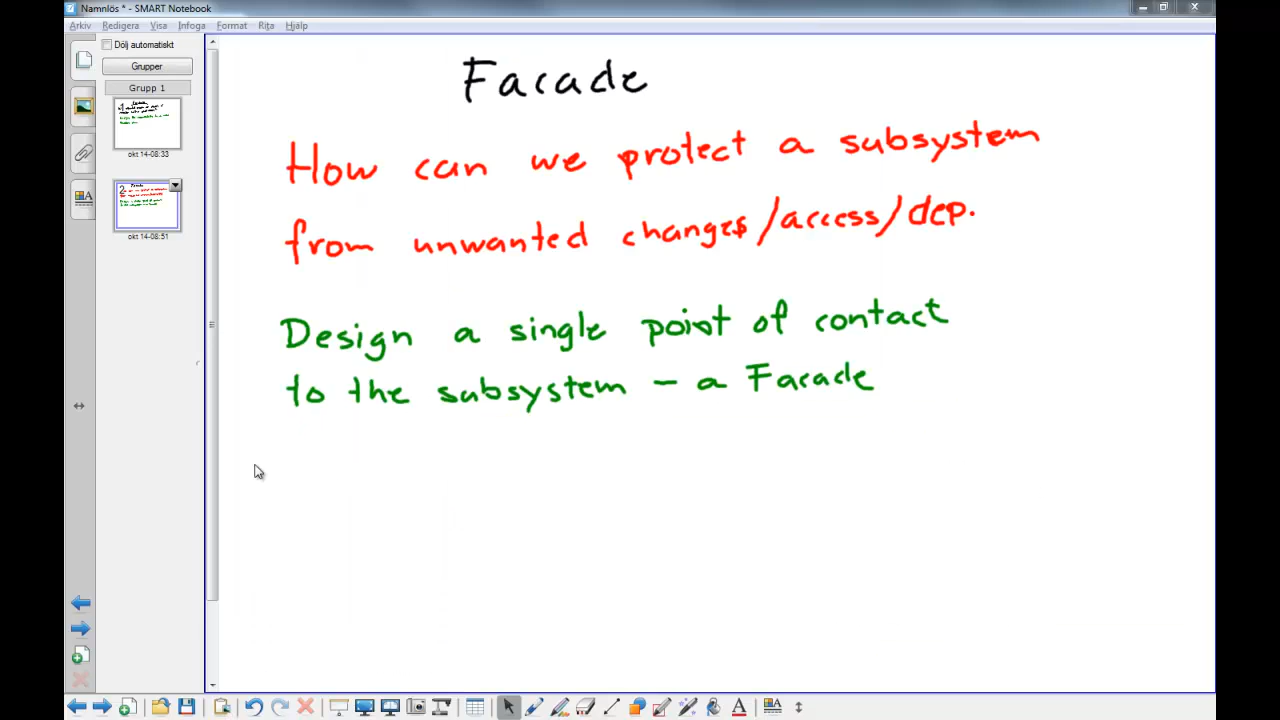 Namnlös * - SMART Notebook
Arkiv Redigera Visa Infoga Format Rita Hjälp
Dölj automatiskt
Grupper
Grupp 1
okt 14-08:33
okt 14-08:51
Facade
How can we protect a subsystem
from unwanted changes/access/dep.
Design a single point of contact
to the subsystem - a Facade